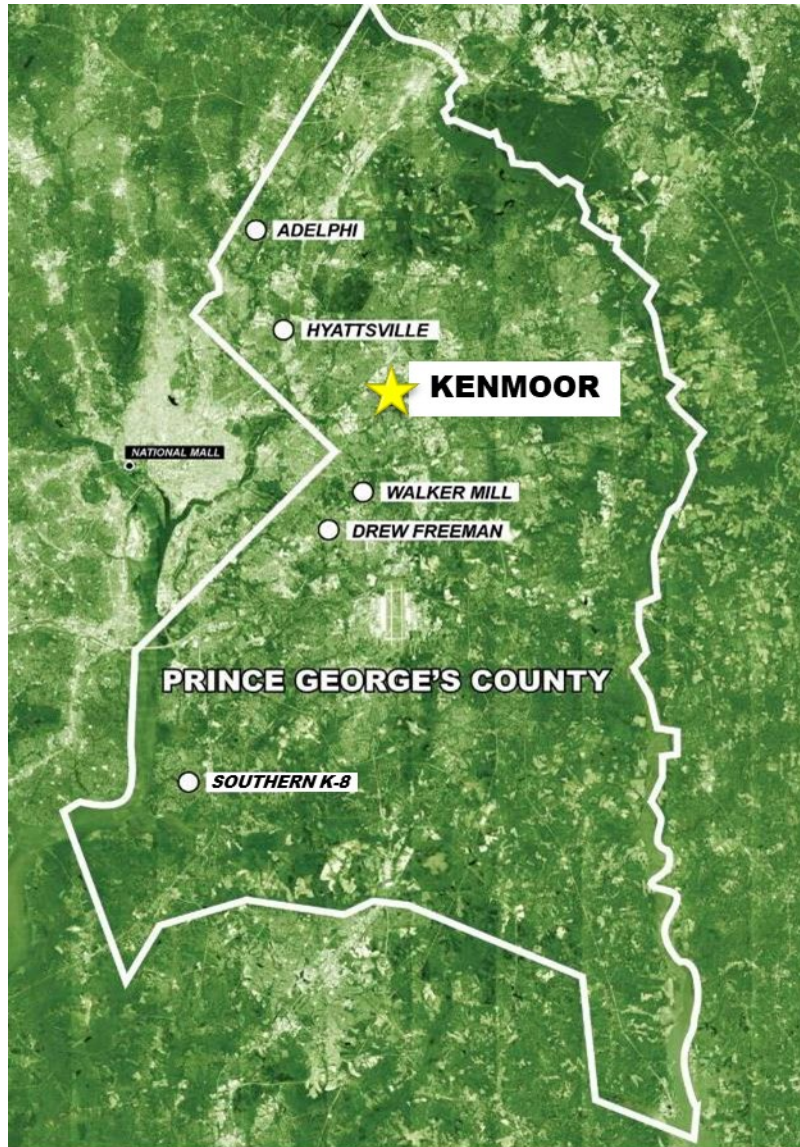 ADELPHI
HYATTSVILLE
KENMOOR
NATIONAL MALL
WALKER MILL
DREW FREEMAN
PRINCE GEORGE'S COUNTY
SOUTHERN K-8